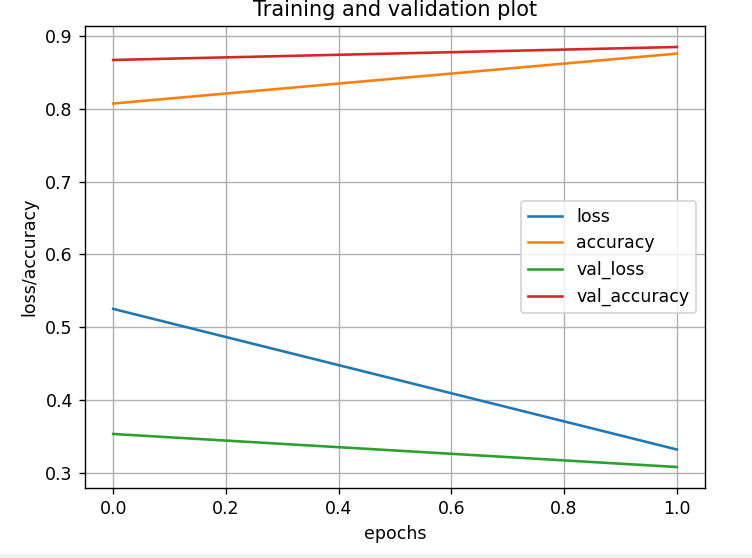 Training and validation plot
0.9
0.8
0.7
0.6
0.5
0.4
0.3
loss/accuracy
loss
accuracy
val_loss
val_accuracy
0.0 0.2 0.4 0.6 0.8 1.0
epochs